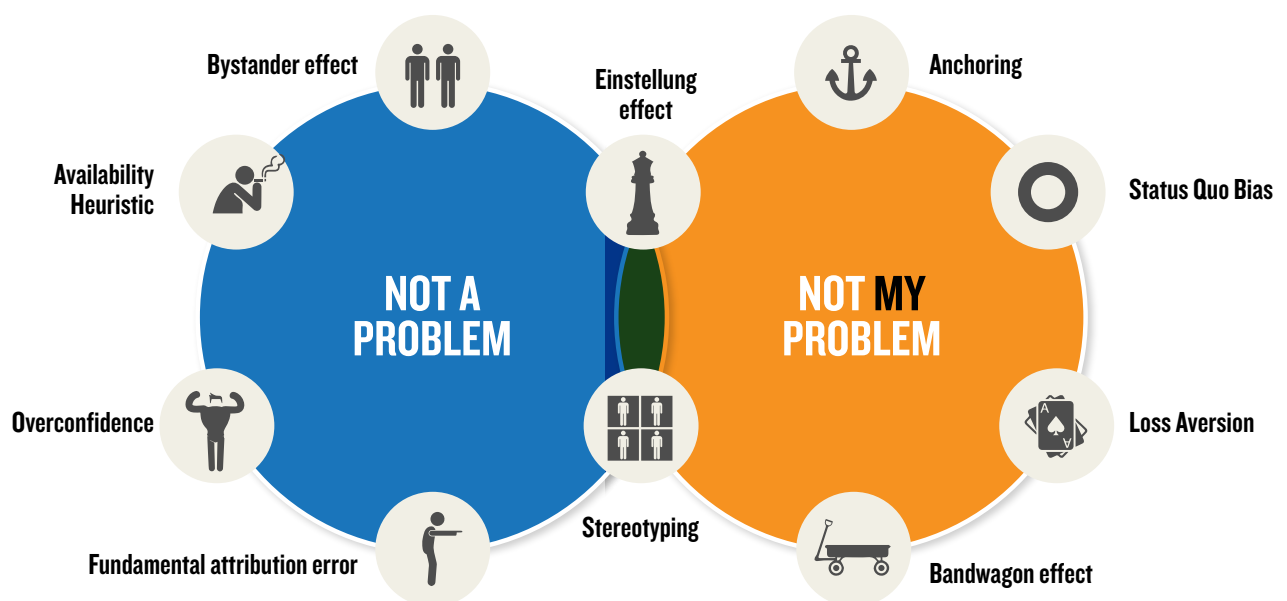 Bystander effect
Einstellung
effect
Anchoring
Availability
Heuristic
Status Quo Bias
NOT A
PROBLEM
NOT MY
PROBLEM
Overconfidence
A
A
Loss Aversion
Stereotyping
Fundamental attribution error
Bandwagon effect